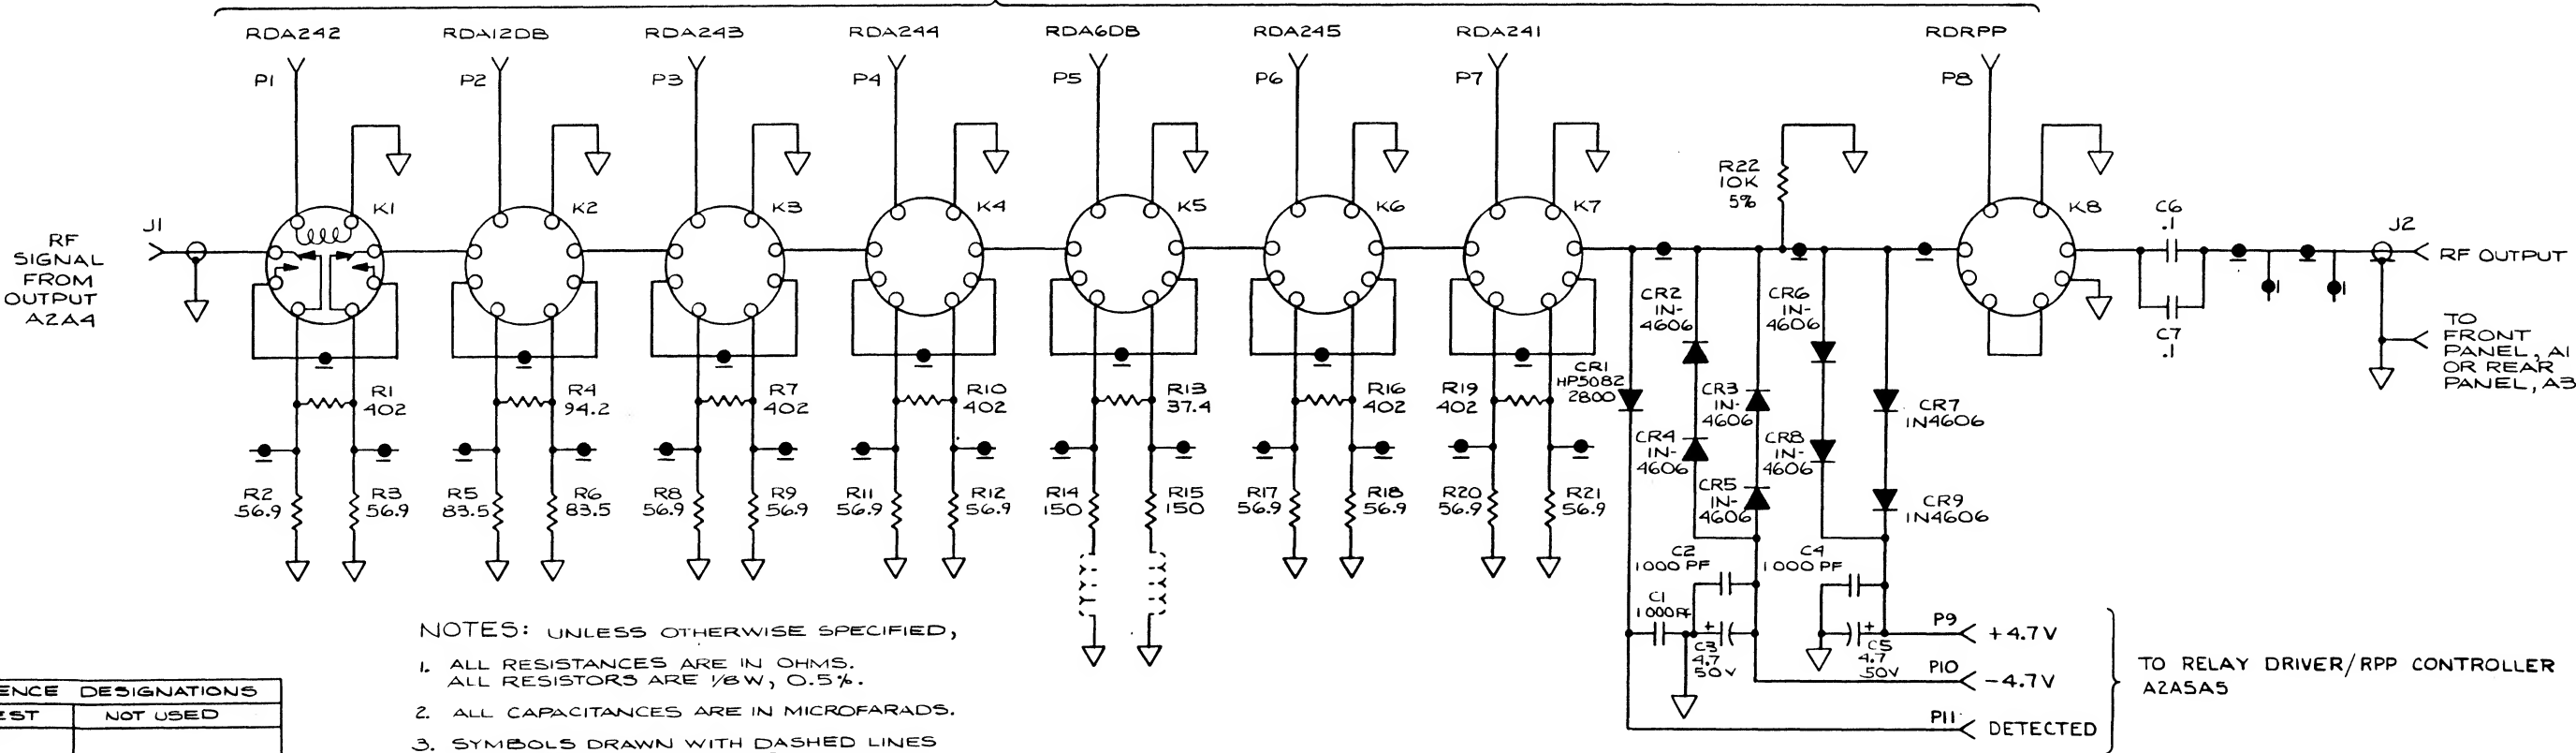 RDA242
RDA12DB
RDA243
RDA244
RDA6DB
RDA245
RDA241
RDRPP
P1
P2
P3
P4
P5
P6
P7
P8
K1
K2
K3
K4
K5
K6
K7
K8
R22
10K
5%
C6
.1
C7
.1
J1
J2
RF
SIGNAL
FROM
OUTPUT
A2A4
RF OUTPUT
TO
FRONT
PANEL, A1
OR REAR
PANEL, A3
R1
402
R4
94.2
R7
402
R10
402
R13
37.4
R16
402
R19
402
CR1
HP5082
2800
CR2
IN-
4606
CR3
IN-
4606
CR4
IN-
4606
CR5
IN-
4606
CR6
IN-
4606
CR8
IN-
4606
CR7
IN4606
CR9
IN4606
R2
56.9
R3
56.9
R5
83.5
R6
83.5
R8
56.9
R9
56.9
R11
56.9
R12
56.9
R14
150
R15
150
R17
56.9
R18
56.9
R20
56.9
R21
56.9
C2
1000 PF
C4
1000 PF
C1
1000 PF
+
C3
4.7
50V
+
C5
4.7
50V
P9
+4.7V
P10
-4.7V
P11
DETECTED
TO RELAY DRIVER/RPP CONTROLLER
A2A5A5
NOTES: UNLESS OTHERWISE SPECIFIED,
1. ALL RESISTANCES ARE IN OHMS.
ALL RESISTORS ARE 1/8W, 0.5%.
2. ALL CAPACITANCES ARE IN MICROFARADS.
3. SYMBOLS DRAWN WITH DASHED LINES
ENCE DESIGNATIONS
EST
NOT USED